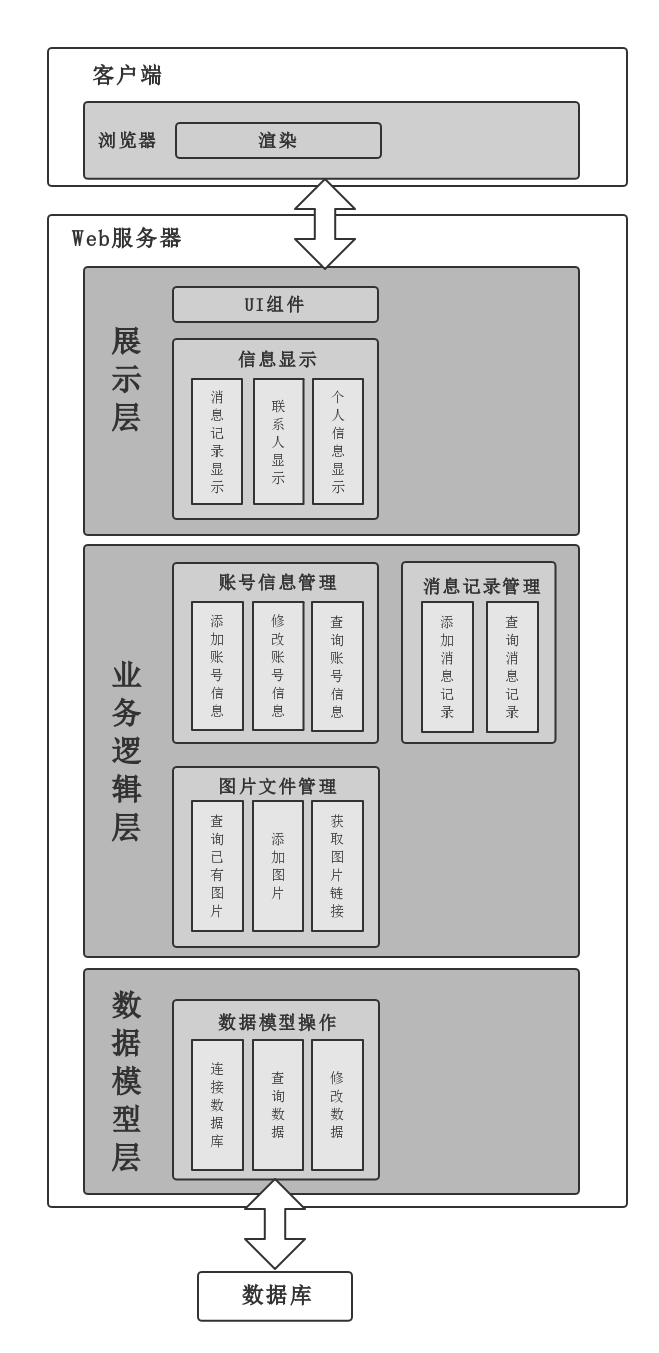 客户端
浏览器
渲染
Web服务器
展示层
UI组件
信息显示
消息记录显示
联系人显示
个人信息显示
业务逻辑层
账号信息管理
添加账号信息
修改账号信息
查询账号信息
消息记录管理
添加消息记录
查询消息记录
图片文件管理
查询已有图片
添加图片
获取图片链接
数据模型层
数据模型操作
连接数据库
查询数据
修改数据
数据库